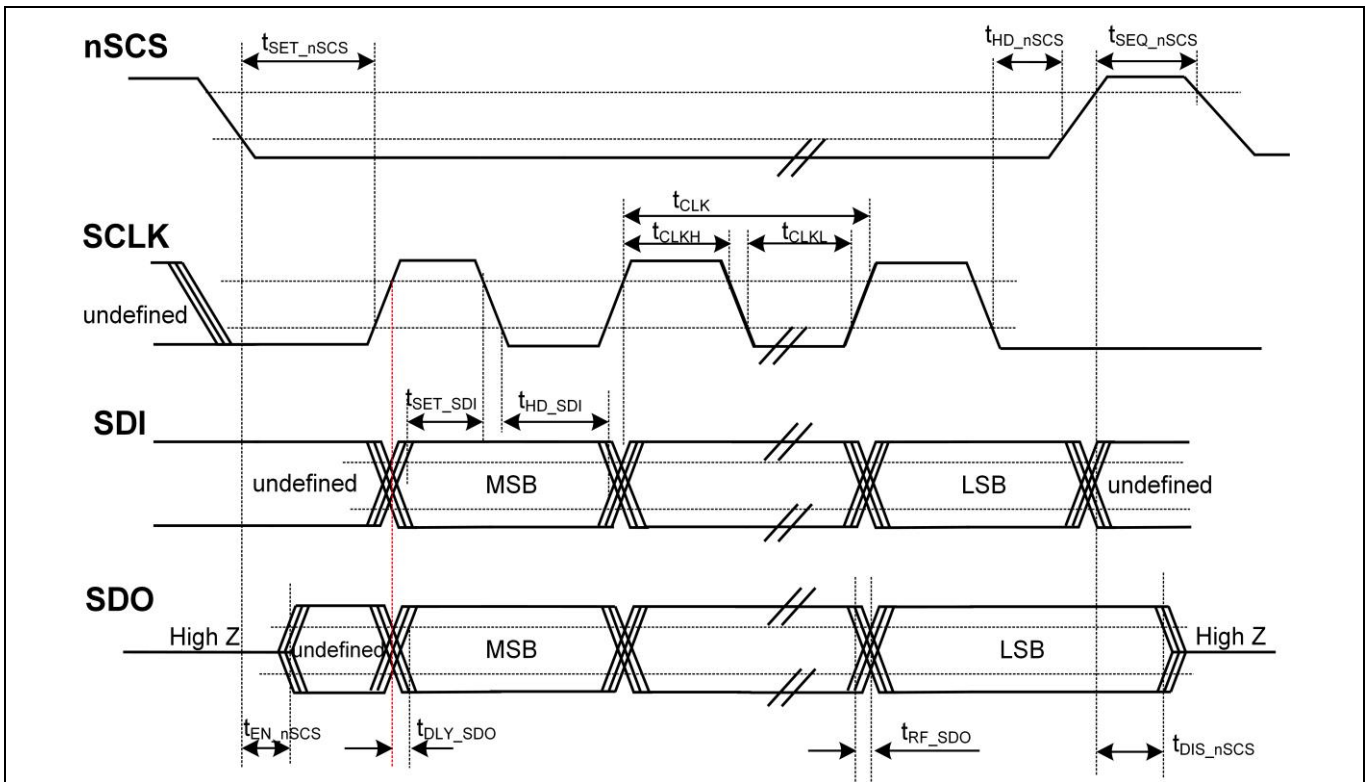 nSCS
tSET_nSCS
tHD_nSCS
tSEQ_nSCS
SCLK
undefined
tCLK
tCLKH
tCLKL
SDI
tSET_SDI
tHD_SDI
undefined
MSB
LSB
undefined
SDO
High Z
undefined
MSB
LSB
High Z
tEN_nSCS
tDLY_SDO
tRF_SDO
tDIS_nSCS